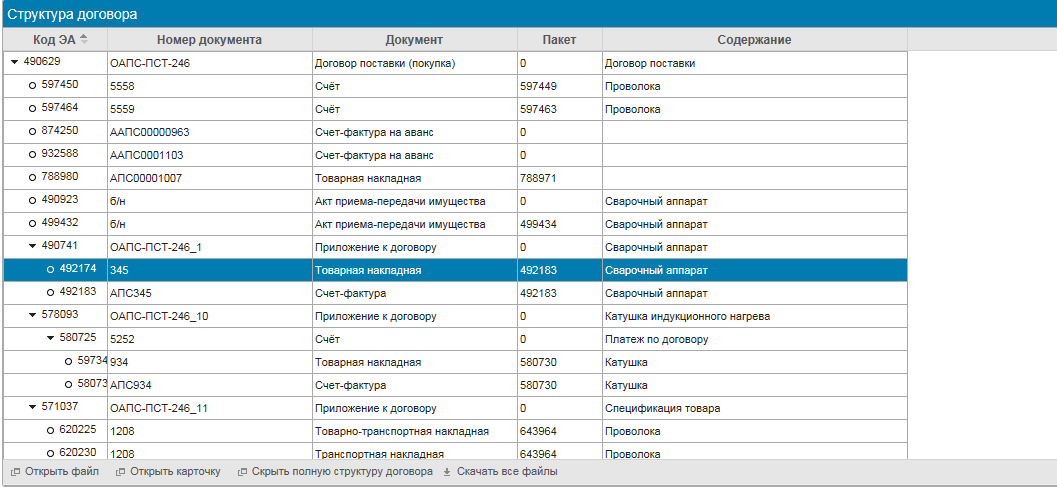 Структура договора
Код ЭА Номер документа Документ Пакет Содержание
490629 ОАПС-ПСТ-246 Договор поставки (покупка) 0 Договор поставки
597450 5558 Счёт 597449 Проволока
597464 5559 Счёт 597463 Проволока
874250 ААПС00000963 Счет-фактура на аванс 0
932588 ААПС0001103 Счет-фактура на аванс 0
788980 АПС00001007 Товарная накладная 788971
490923 б/н Акт приема-передачи имущества 0 Сварочный аппарат
499432 б/н Акт приема-передачи имущества 499434 Сварочный аппарат
490741 ОАПС-ПСТ-246_1 Приложение к договору 0 Сварочный аппарат
492174 345 Товарная накладная 492183 Сварочный аппарат
492183 АПС345 Счет-фактура 492183 Сварочный аппарат
578093 ОАПС-ПСТ-246_10 Приложение к договору 0 Катушка индукционного нагрева
580725 5252 Счёт 0 Платеж по договору
59734 934 Товарная накладная 580730 Катушка
58073 АПС934 Счет-фактура 580730 Катушка
571037 ОАПС-ПСТ-246_11 Приложение к договору 0 Спецификация товара
620225 1208 Товарно-транспортная накладная 643964 Проволока
620230 1208 Транспортная накладная 643964 Проволока
Открыть файл Открыть карточку Скрыть полную структуру договора Скачать все файлы